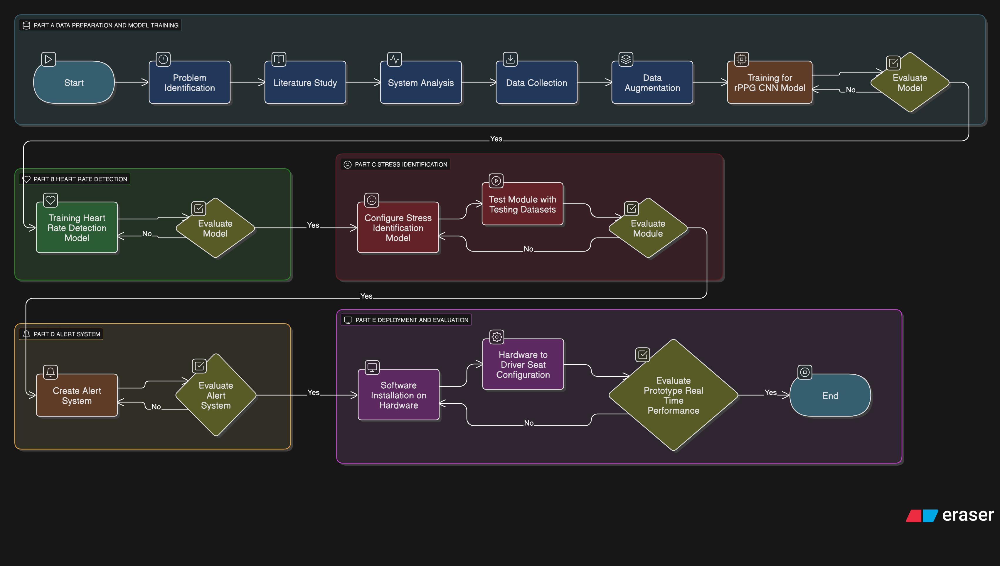 PART A DATA PREPARATION AND MODEL TRAINING
Start
Problem
Identification
Literature Study
System Analysis
Data Collection
Data
Augmentation
Training for
rPPG CNN Model
No
Evaluate
Model
Yes
PART B HEART RATE DETECTION
Training Heart
Rate Detection
Model
No
Evaluate
Model
Yes
PART C STRESS IDENTIFICATION
Configure Stress
Identification
Model
Test Module with
Testing Datasets
No
Evaluate
Module
Yes
PART D ALERT SYSTEM
Create Alert
System
No
Evaluate
Alert
System
Yes
PART E DEPLOYMENT AND EVALUATION
Software
Installation on
Hardware
Hardware to
Driver Seat
Configuration
No
Evaluate
Prototype Real
Time
Performance
Yes
End
eraser